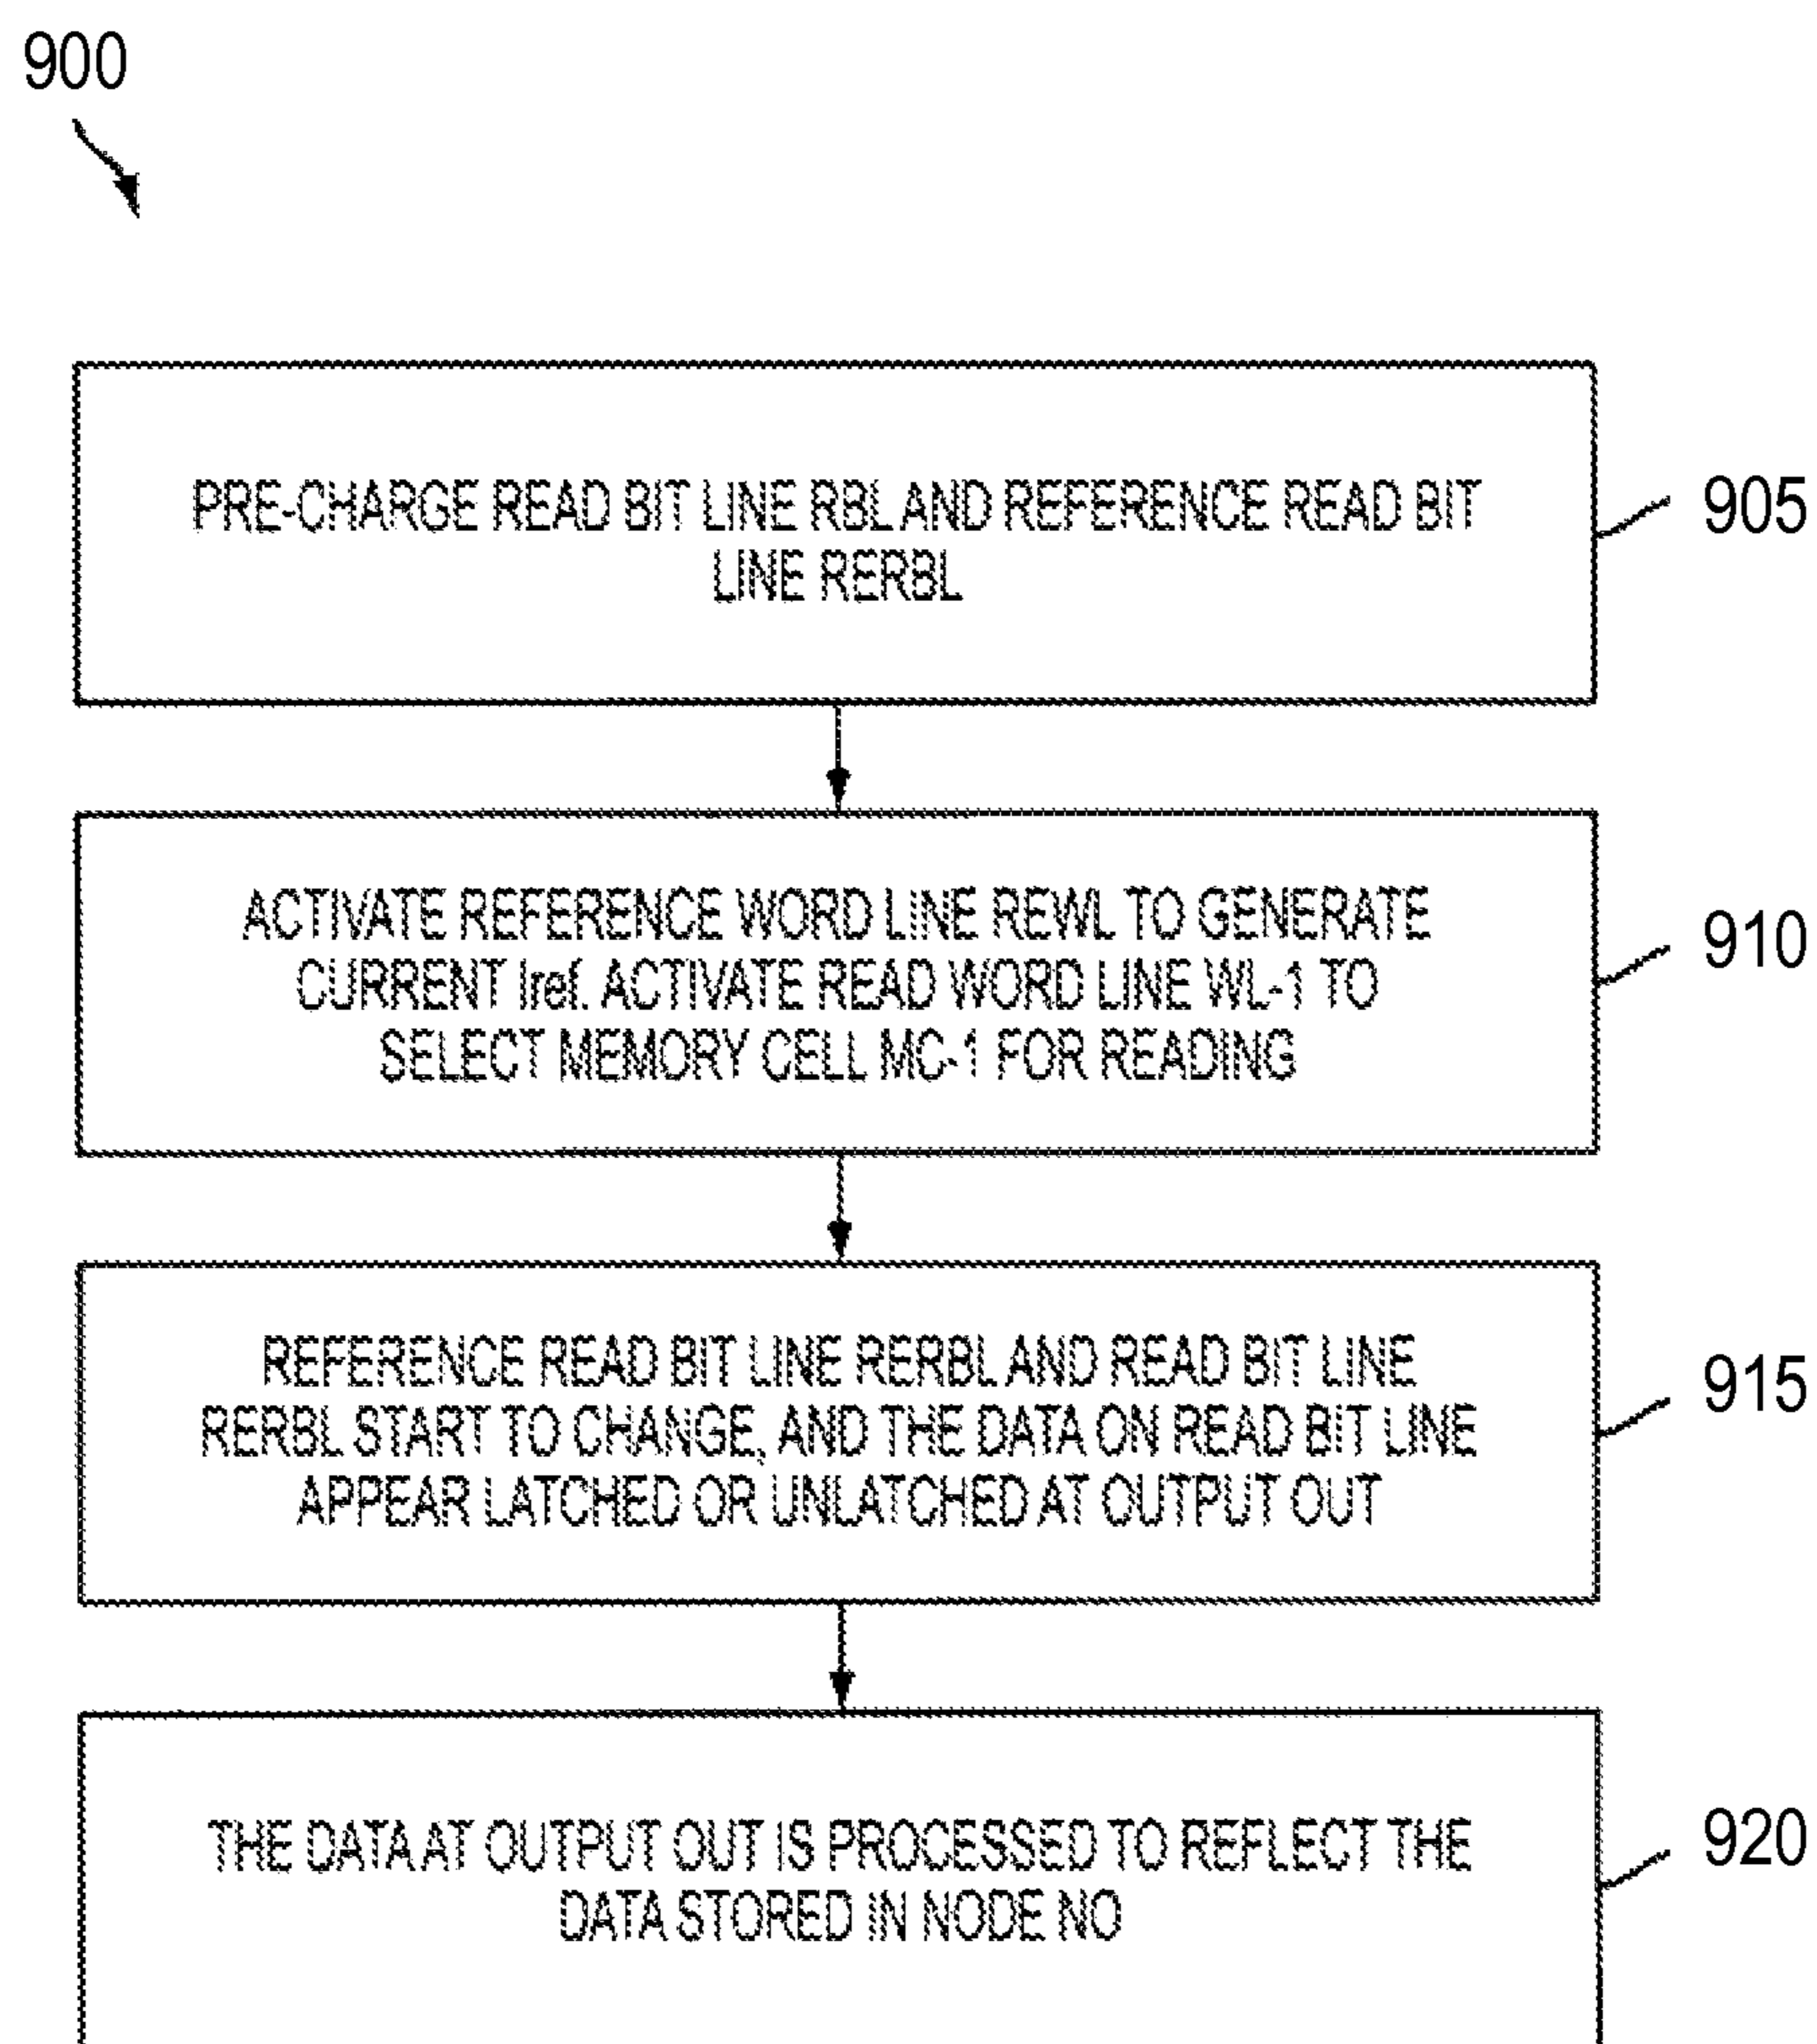 900
PRE-CHARGE READ BIT LINE RBL AND REFERENCE READ BIT
LINE RERBL
905
ACTIVATE REFERENCE WORD LINE REWL TO GENERATE
CURRENT Iref. ACTIVATE READ WORD LINE WL-1 TO
SELECT MEMORY CELL MC-1 FOR READING
910
REFERENCE READ BIT LINE RERBL AND READ BIT LINE
RERBL START TO CHANGE, AND THE DATA ON READ BIT LINE
APPEAR LATCHED OR UNLATCHED AT OUTPUT OUT
915
THE DATA AT OUTPUT OUT IS PROCESSED TO REFLECT THE
DATA STORED IN NODE NO
920